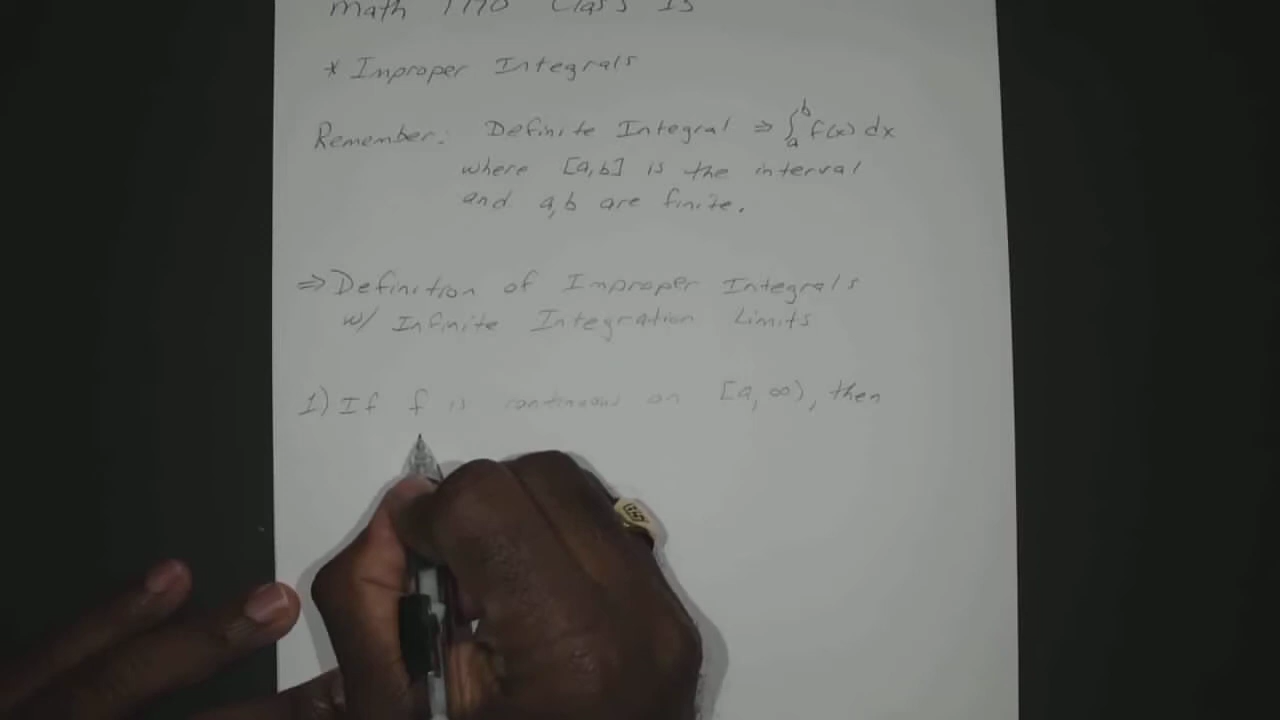 Math 1170 Class 13
* Improper Integrals
Remember: Definite Integral ⇒ ∫_a^b f(x) dx
where [a,b] is the interval
and a,b are finite.
⇒ Definition of Improper Integrals
w/ Infinite Integration Limits
1) If f is continuous on [a, ∞), then